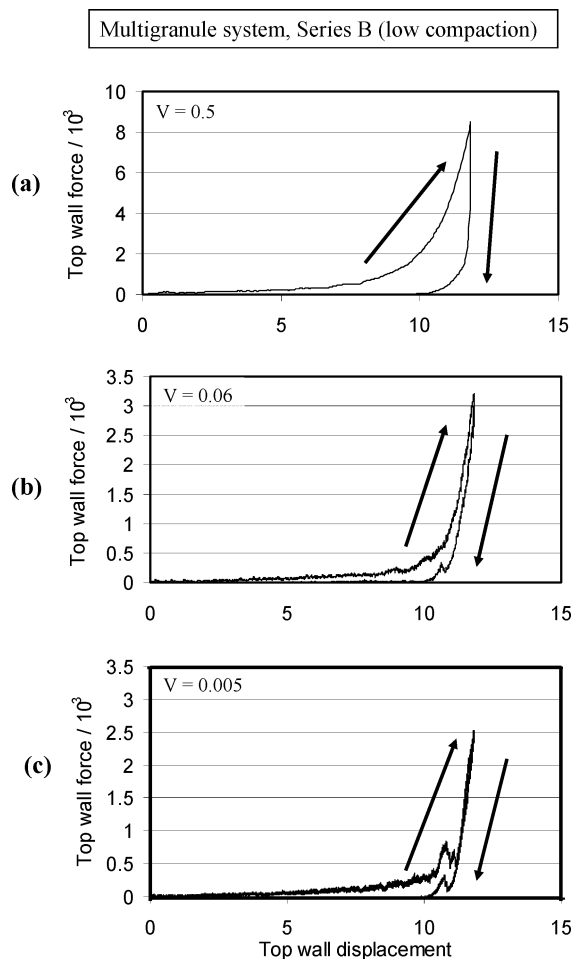 Multigranule system, Series B (low compaction)
(a)
Top wall force / 10³
V = 0.5
10
8
6
4
2
0
0 5 10 15
(b)
Top wall force / 10³
V = 0.06
3.5
3
2.5
2
1.5
1
0.5
0
0 5 10 15
(c)
Top wall force / 10³
V = 0.005
3.5
3
2.5
2
1.5
1
0.5
0
0 5 10 15
Top wall displacement